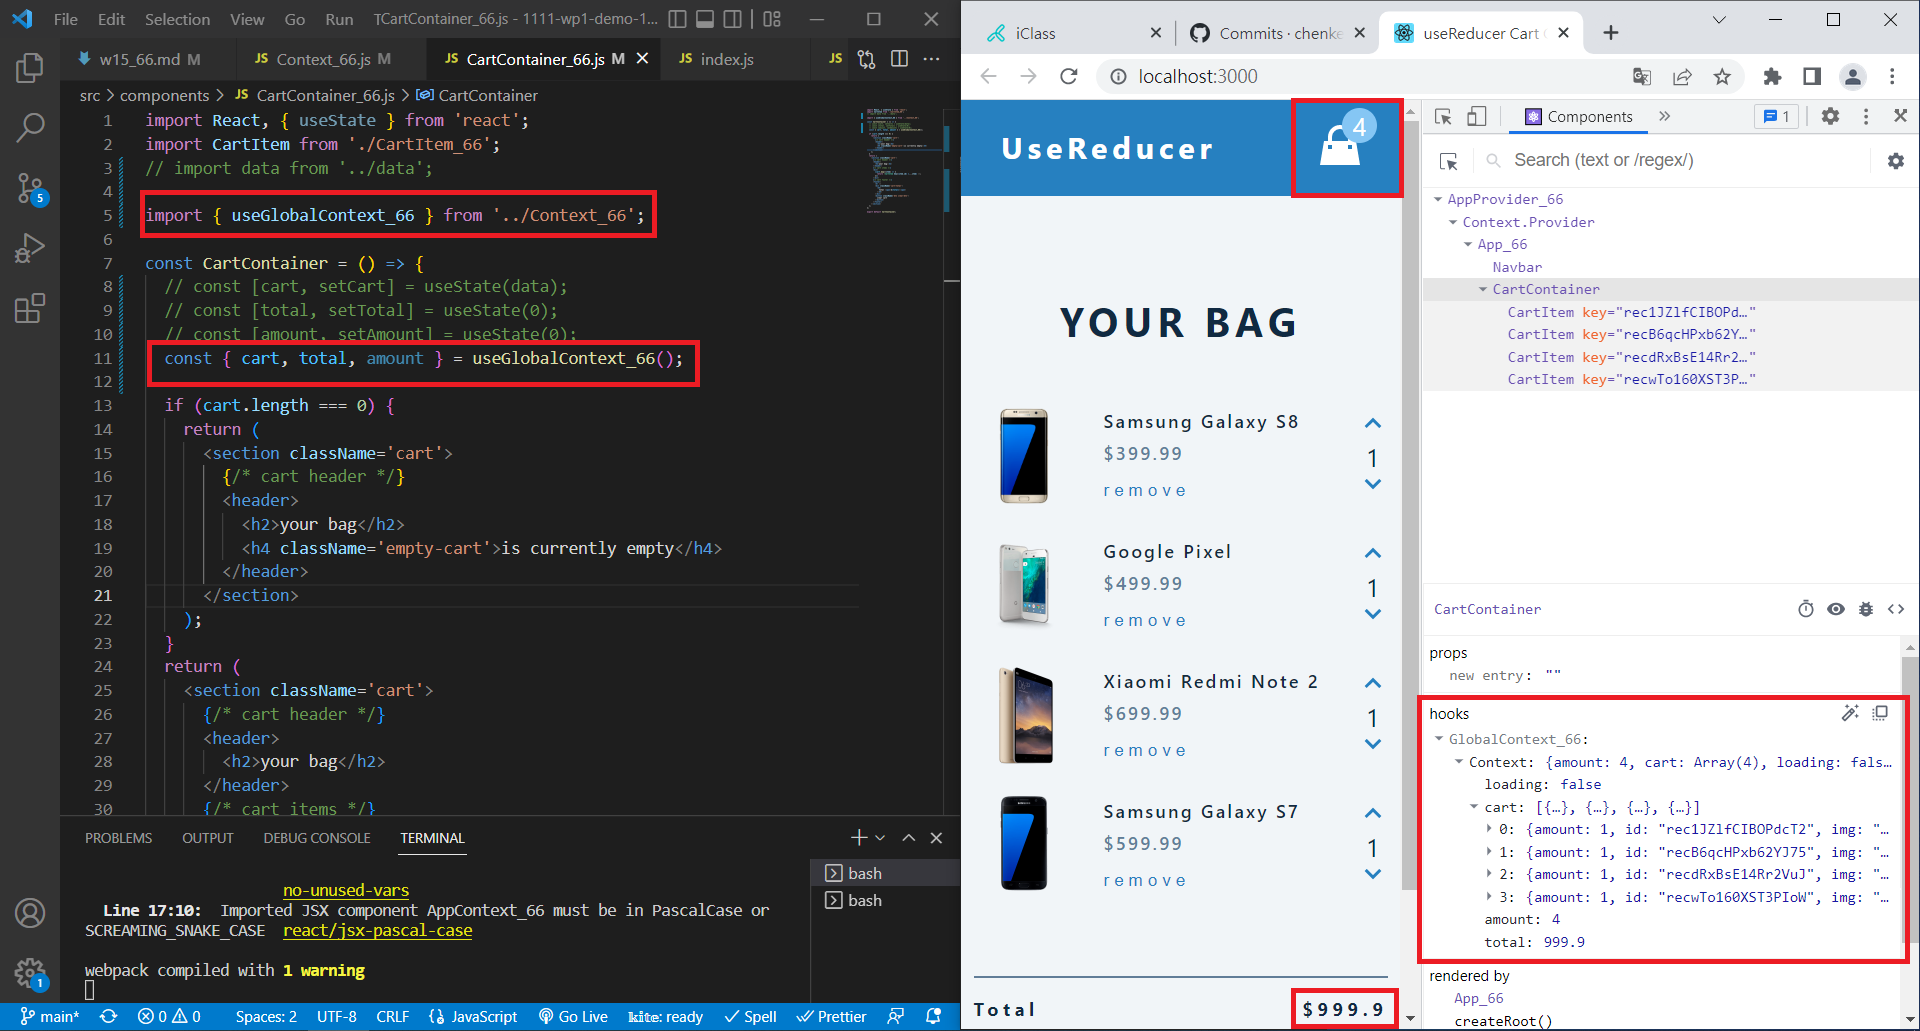 File Edit Selection View Go Run TCartContainer_66.js - 1111-wp1-demo-1...
w15_66.md M
JS Context_66.js M
JS CartContainer_66.js M
JS index.js
JS
src > components > JS CartContainer_66.js > CartContainer
1 import React, { useState } from 'react';
2 import CartItem from './CartItem_66';
3 // import data from '../data';
4
5 import { useGlobalContext_66 } from '../Context_66';
6
7 const CartContainer = () => {
8 // const [cart, setCart] = useState(data);
9 // const [total, setTotal] = useState(0);
10 // const [amount, setAmount] = useState(0);
11 const { cart, total, amount } = useGlobalContext_66();
12
13 if (cart.length === 0) {
14 return (
15 <section className='cart'>
16 {/* cart header */}
17 <header>
18 <h2>your bag</h2>
19 <h4 className='empty-cart'>is currently empty</h4>
20 </header>
21 </section>
22 );
23 }
24 return (
25 <section className='cart'>
26 {/* cart header */}
27 <header>
28 <h2>your bag</h2>
29 </header>
30 {/* cart items */}
PROBLEMS OUTPUT DEBUG CONSOLE TERMINAL
no-unused-vars
Line 17:10: Imported JSX component AppContext_66 must be in PascalCase or
SCREAMING_SNAKE_CASE react/jsx-pascal-case
webpack compiled with 1 warning
bash
bash
5
1
main* 0 0 Spaces: 2 UTF-8 CRLF JavaScript Go Live kite: ready Spell Prettier
iClass
Commits · chenke
useReducer Cart
localhost:3000
UseReducer
4
YOUR BAG
Samsung Galaxy S8
$399.99
1
remove
Google Pixel
$499.99
1
remove
Xiaomi Redmi Note 2
$699.99
1
remove
Samsung Galaxy S7
$599.99
1
remove
Total $999.9
Components
1
Search (text or /regex/)
AppProvider_66
Context.Provider
App_66
Navbar
CartContainer
CartItem key="rec1JZlfCIBOPd…"
CartItem key="recB6qcHPxb62Y…"
CartItem key="recdRxBsE14Rr2…"
CartItem key="recwTo160XST3P…"
CartContainer
props
new entry: ""
hooks
GlobalContext_66:
Context: {amount: 4, cart: Array(4), loading: fals…
loading: false
cart: [{…}, {…}, {…}, {…}]
0: {amount: 1, id: "rec1JZlfCIBOPdcT2", img: "…
1: {amount: 1, id: "recB6qcHPxb62YJ75", img: "…
2: {amount: 1, id: "recdRxBsE14Rr2VuJ", img: "…
3: {amount: 1, id: "recwTo160XST3PIoW", img: "…
amount: 4
total: 999.9
rendered by
App_66
createRoot()